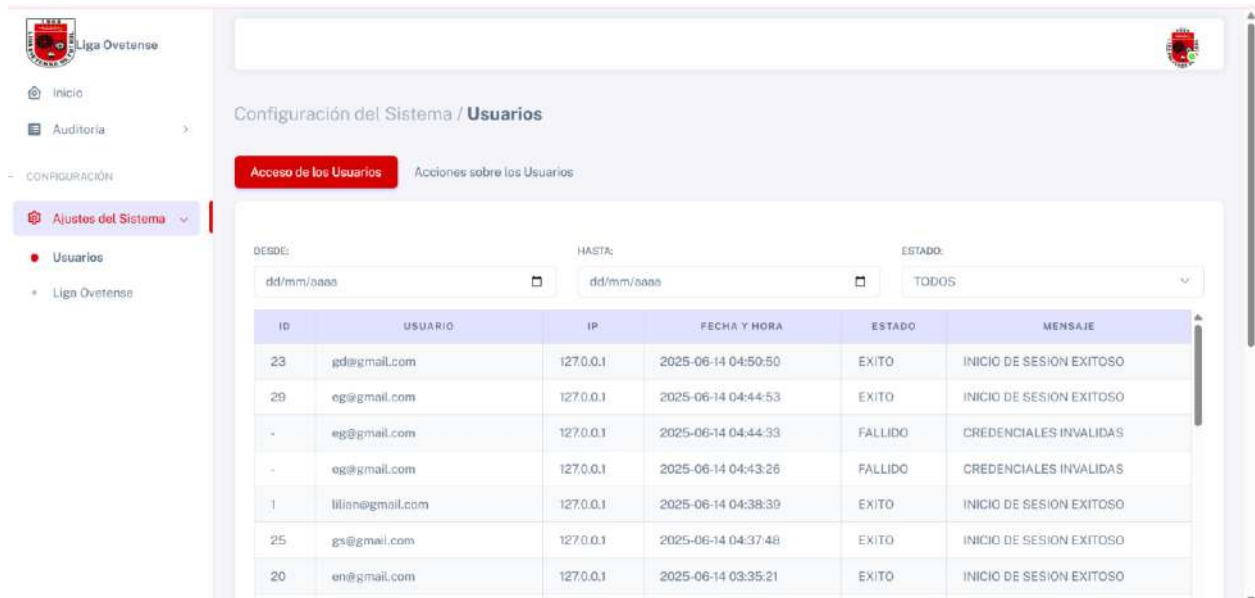 Liga Ovetense
Inicio
Auditoria
CONFIGURACIÓN
Ajustes del Sistema
Usuarios
Liga Ovetense
Configuración del Sistema / Usuarios
Acceso de los Usuarios Acciones sobre los Usuarios
DESDE: HASTA: ESTADO:
dd/mm/aaaa dd/mm/aaaa TODOS
ID USUARIO IP FECHA Y HORA ESTADO MENSAJE
23 gd@gmail.com 127.0.0.1 2025-06-14 04:50:50 EXITO INICIO DE SESION EXITOSO
29 eg@gmail.com 127.0.0.1 2025-06-14 04:44:53 EXITO INICIO DE SESION EXITOSO
- eg@gmail.com 127.0.0.1 2025-06-14 04:44:33 FALLIDO CREDENCIALES INVALIDAS
- eg@gmail.com 127.0.0.1 2025-06-14 04:43:26 FALLIDO CREDENCIALES INVALIDAS
1 lilian@gmail.com 127.0.0.1 2025-06-14 04:38:39 EXITO INICIO DE SESION EXITOSO
25 gs@gmail.com 127.0.0.1 2025-06-14 04:37:48 EXITO INICIO DE SESION EXITOSO
20 en@gmail.com 127.0.0.1 2025-06-14 03:35:21 EXITO INICIO DE SESION EXITOSO